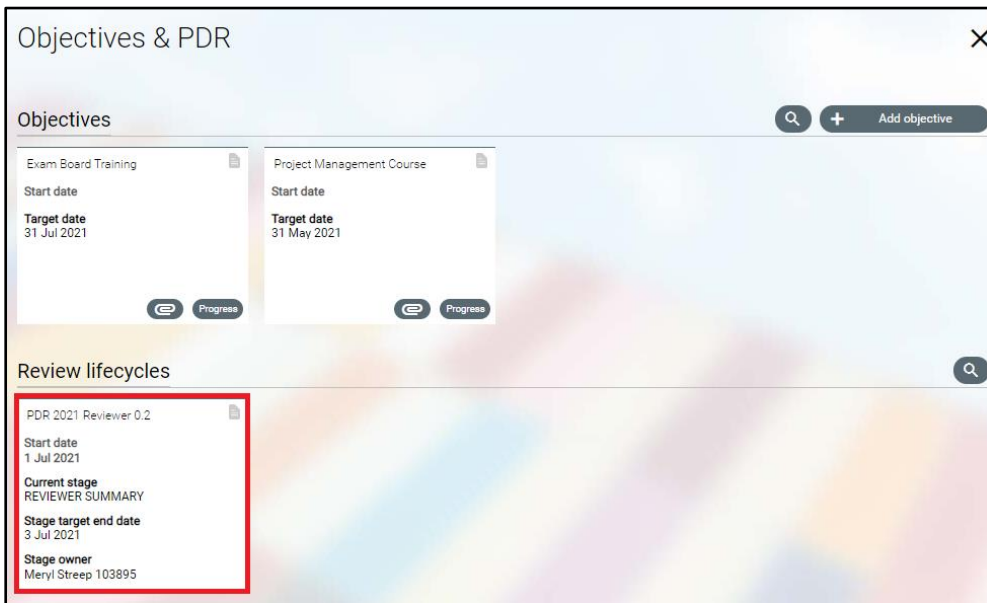 Objectives & PDR
Objectives
Add objective
Exam Board Training
Start date
Target date
31 Jul 2021
Progress
Project Management Course
Start date
Target date
31 May 2021
Progress
Review lifecycles
PDR 2021 Reviewer 0.2
Start date
1 Jul 2021
Current stage
REVIEWER SUMMARY
Stage target end date
3 Jul 2021
Stage owner
Meryl Streep 103895